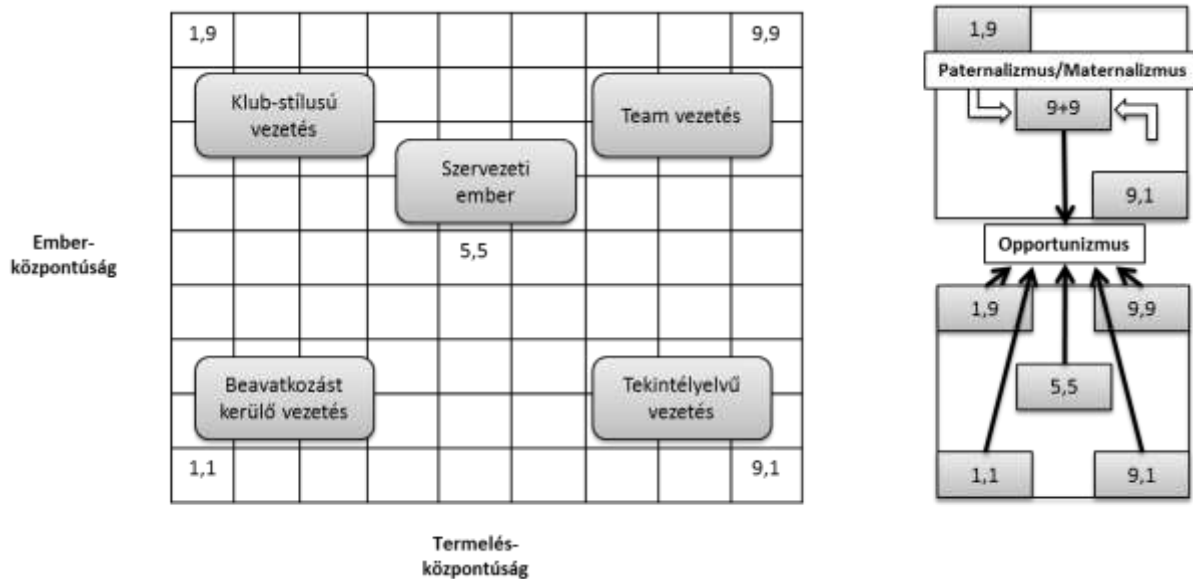 1,9
9,9
Klub-stílusú
vezetés
Team vezetés
Szervezeti
ember
Ember-
központúság
5,5
Beavatkozást
kerülő vezetés
Tekintélyelvű
vezetés
1,1
9,1
Termelés-
központúság
1,9
Paternalizmus/Maternalizmus
9+9
9,1
Opportunizmus
1,9
9,9
5,5
1,1
9,1